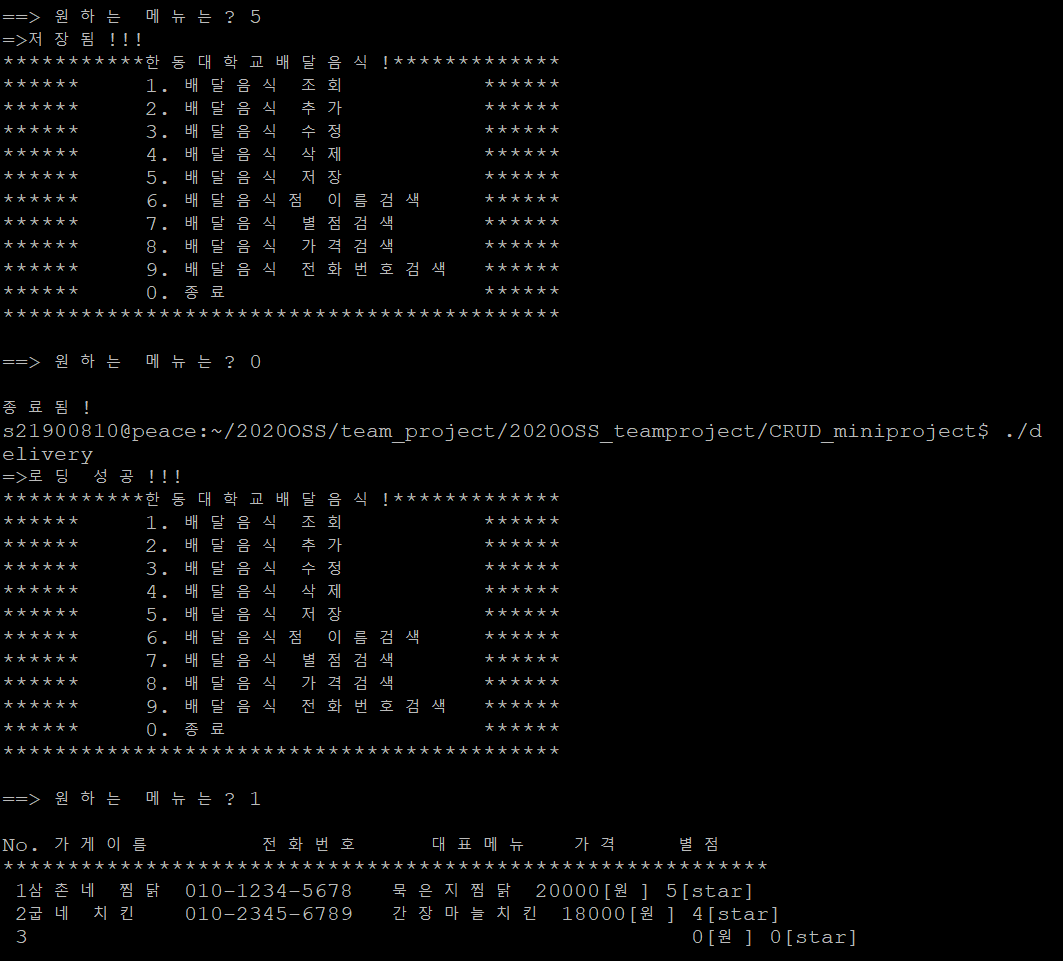 ==> 원하는 메뉴는? 5
=>저장됨!!!
***********한동대학교배달음식!*************
****** 1. 배달음식 조회 ******
****** 2. 배달음식 추가 ******
****** 3. 배달음식 수정 ******
****** 4. 배달음식 삭제 ******
****** 5. 배달음식 저장 ******
****** 6. 배달음식점 이름검색 ******
****** 7. 배달음식 별점검색 ******
****** 8. 배달음식 가격검색 ******
****** 9. 배달음식 전화번호검색 ******
****** 0. 종료 ******
*******************************************
==> 원하는 메뉴는? 0
종료됨!
s21900810@peace:~/2020OSS/team_project/2020OSS_teamproject/CRUD_miniproject$ ./d
elivery
=>로딩 성공!!!
***********한동대학교배달음식!*************
****** 1. 배달음식 조회 ******
****** 2. 배달음식 추가 ******
****** 3. 배달음식 수정 ******
****** 4. 배달음식 삭제 ******
****** 5. 배달음식 저장 ******
****** 6. 배달음식점 이름검색 ******
****** 7. 배달음식 별점검색 ******
****** 8. 배달음식 가격검색 ******
****** 9. 배달음식 전화번호검색 ******
****** 0. 종료 ******
*******************************************
==> 원하는 메뉴는? 1
No. 가게이름 전화번호 대표메뉴 가격 별점
***********************************************************
1삼촌네 찜닭 010-1234-5678 묵은지찜닭 20000[원] 5[star]
2굽네 치킨 010-2345-6789 간장마늘치킨 18000[원] 4[star]
3 0[원] 0[star]